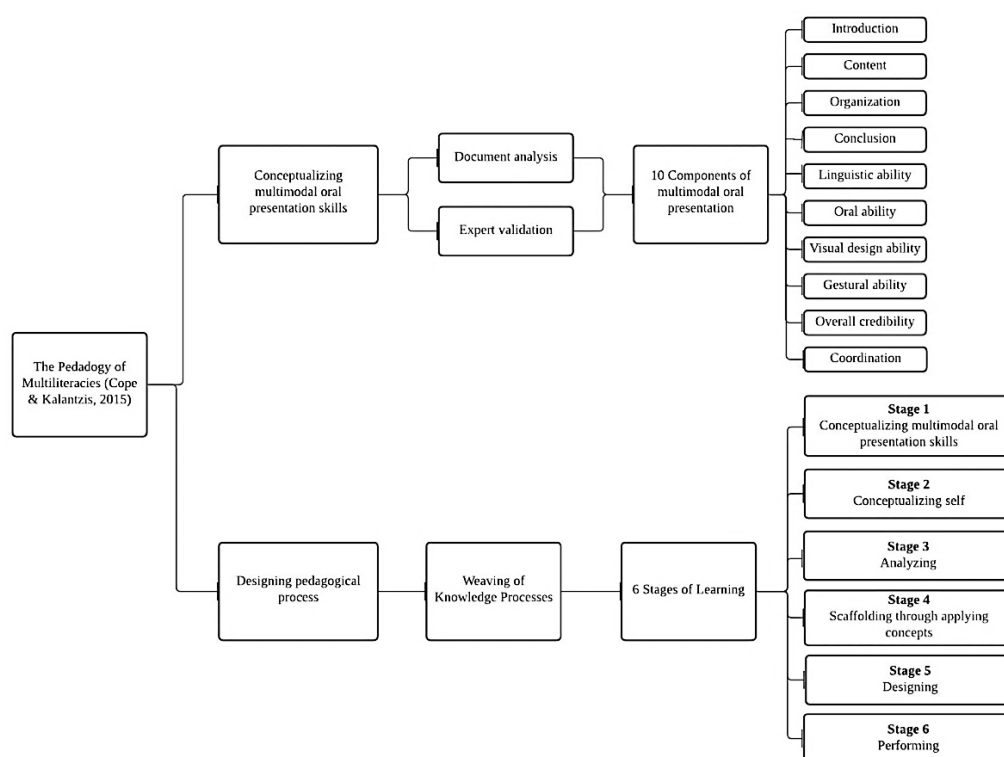 The Pedadogy of
Multiliteracies (Cope
& Kalantzis, 2015)
Conceptualizing
multimodal oral
presentation skills
Document analysis
Expert validation
10 Components of
multimodal oral
presentation
Introduction
Content
Organization
Conclusion
Linguistic ability
Oral ability
Visual design ability
Gestural ability
Overall credibility
Coordination
Designing pedagogical
process
Weaving of
Knowledge Processes
6 Stages of Learning
Stage 1
Conceptualizing multimodal oral
presentation skills
Stage 2
Conceptualizing self
Stage 3
Analyzing
Stage 4
Scaffolding through applying
concepts
Stage 5
Designing
Stage 6
Performing